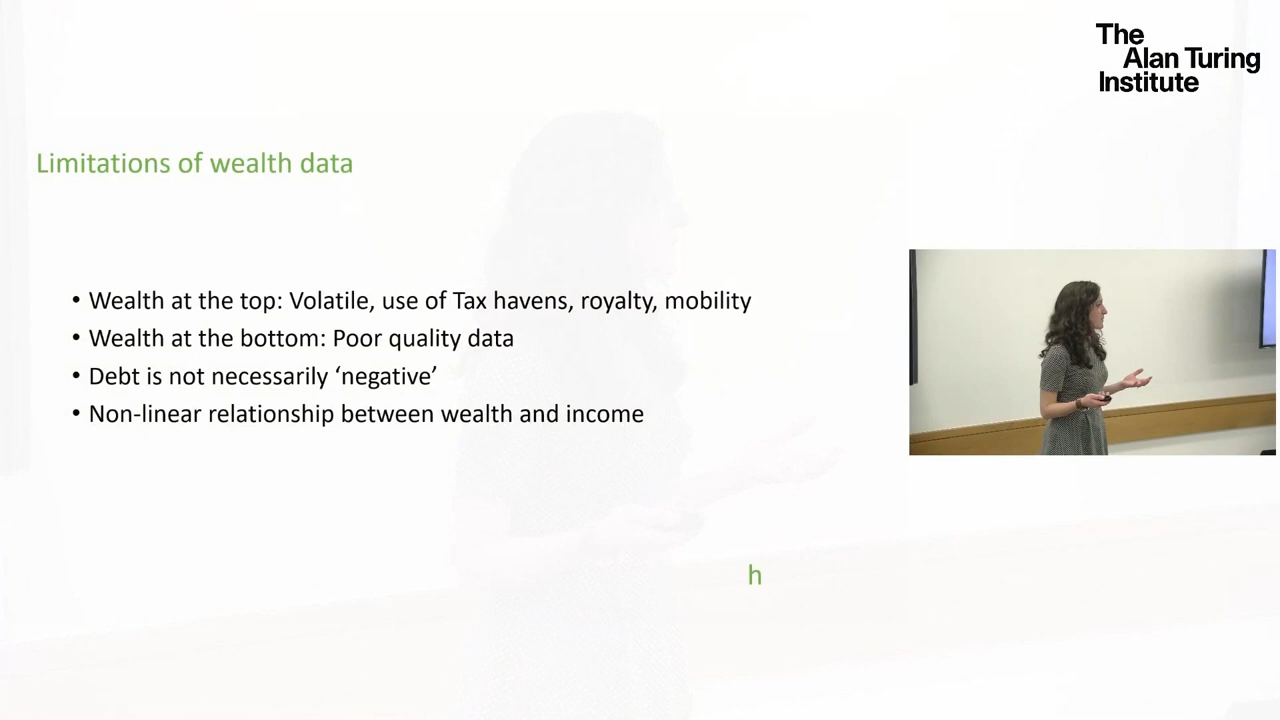 The
Alan Turing
Institute
Limitations of wealth data
• Wealth at the top: Volatile, use of Tax havens, royalty, mobility
• Wealth at the bottom: Poor quality data
• Debt is not necessarily ‘negative’
• Non-linear relationship between wealth and income
h